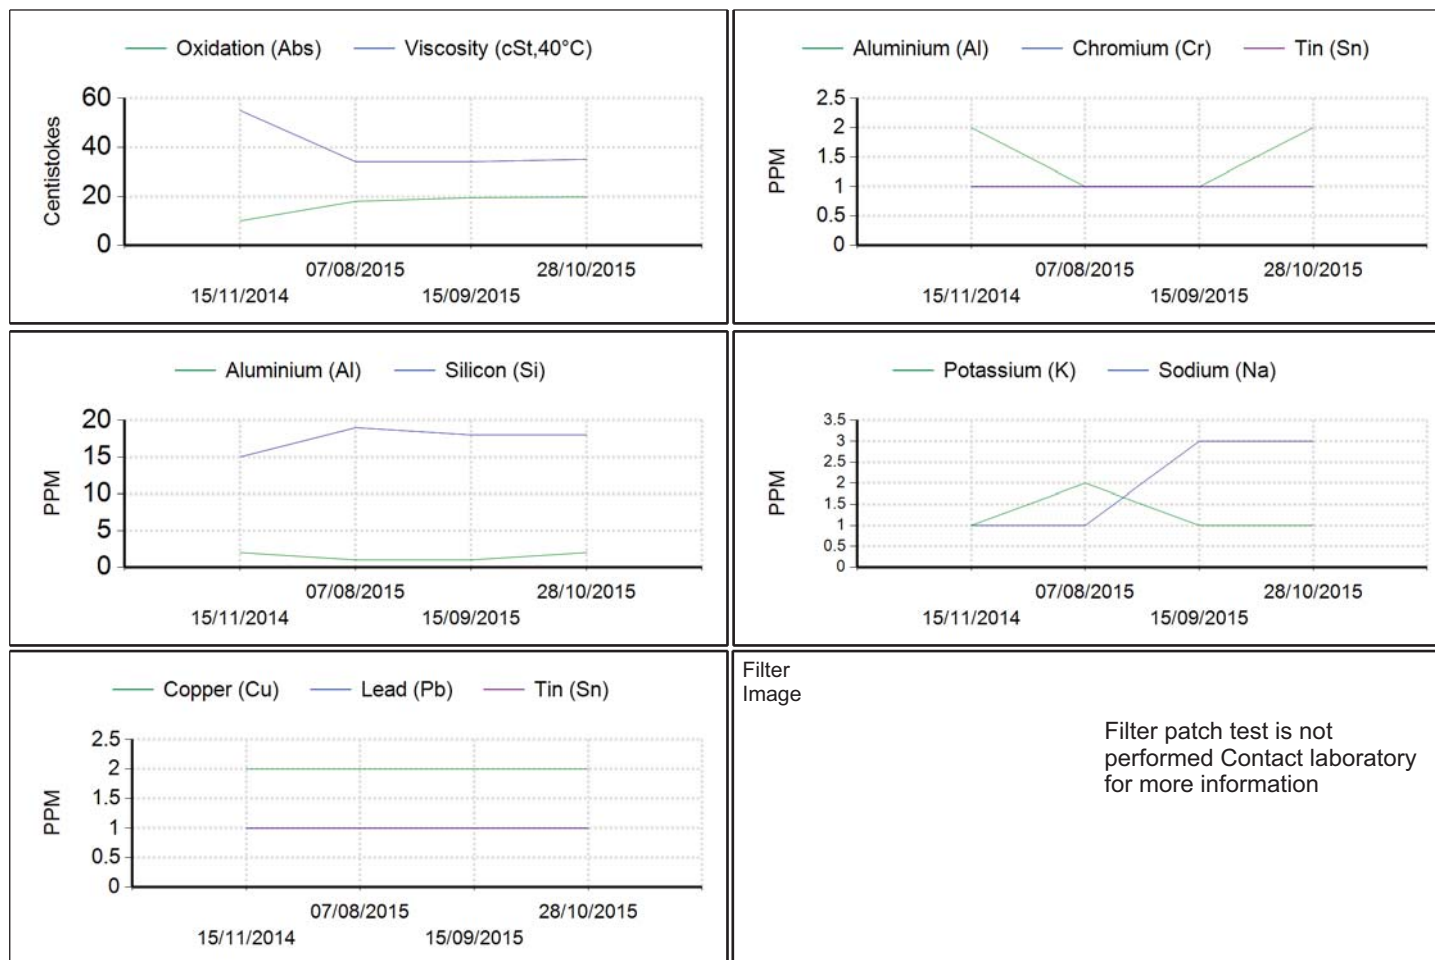 Oxidation (Abs) Viscosity (cSt,40°C)
Centistokes
60
40
20
0
07/08/2015 28/10/2015
15/11/2014 15/09/2015
Aluminium (Al) Chromium (Cr) Tin (Sn)
PPM
2.5
2
1.5
1
0.5
0
07/08/2015 28/10/2015
15/11/2014 15/09/2015
Aluminium (Al) Silicon (Si)
PPM
20
15
10
5
0
07/08/2015 28/10/2015
15/11/2014 15/09/2015
Potassium (K) Sodium (Na)
PPM
3.5
3
2.5
2
1.5
1
0.5
0
07/08/2015 28/10/2015
15/11/2014 15/09/2015
Copper (Cu) Lead (Pb) Tin (Sn)
PPM
2.5
2
1.5
1
0.5
0
07/08/2015 28/10/2015
15/11/2014 15/09/2015
Filter
Image
Filter patch test is not
performed Contact laboratory
for more information